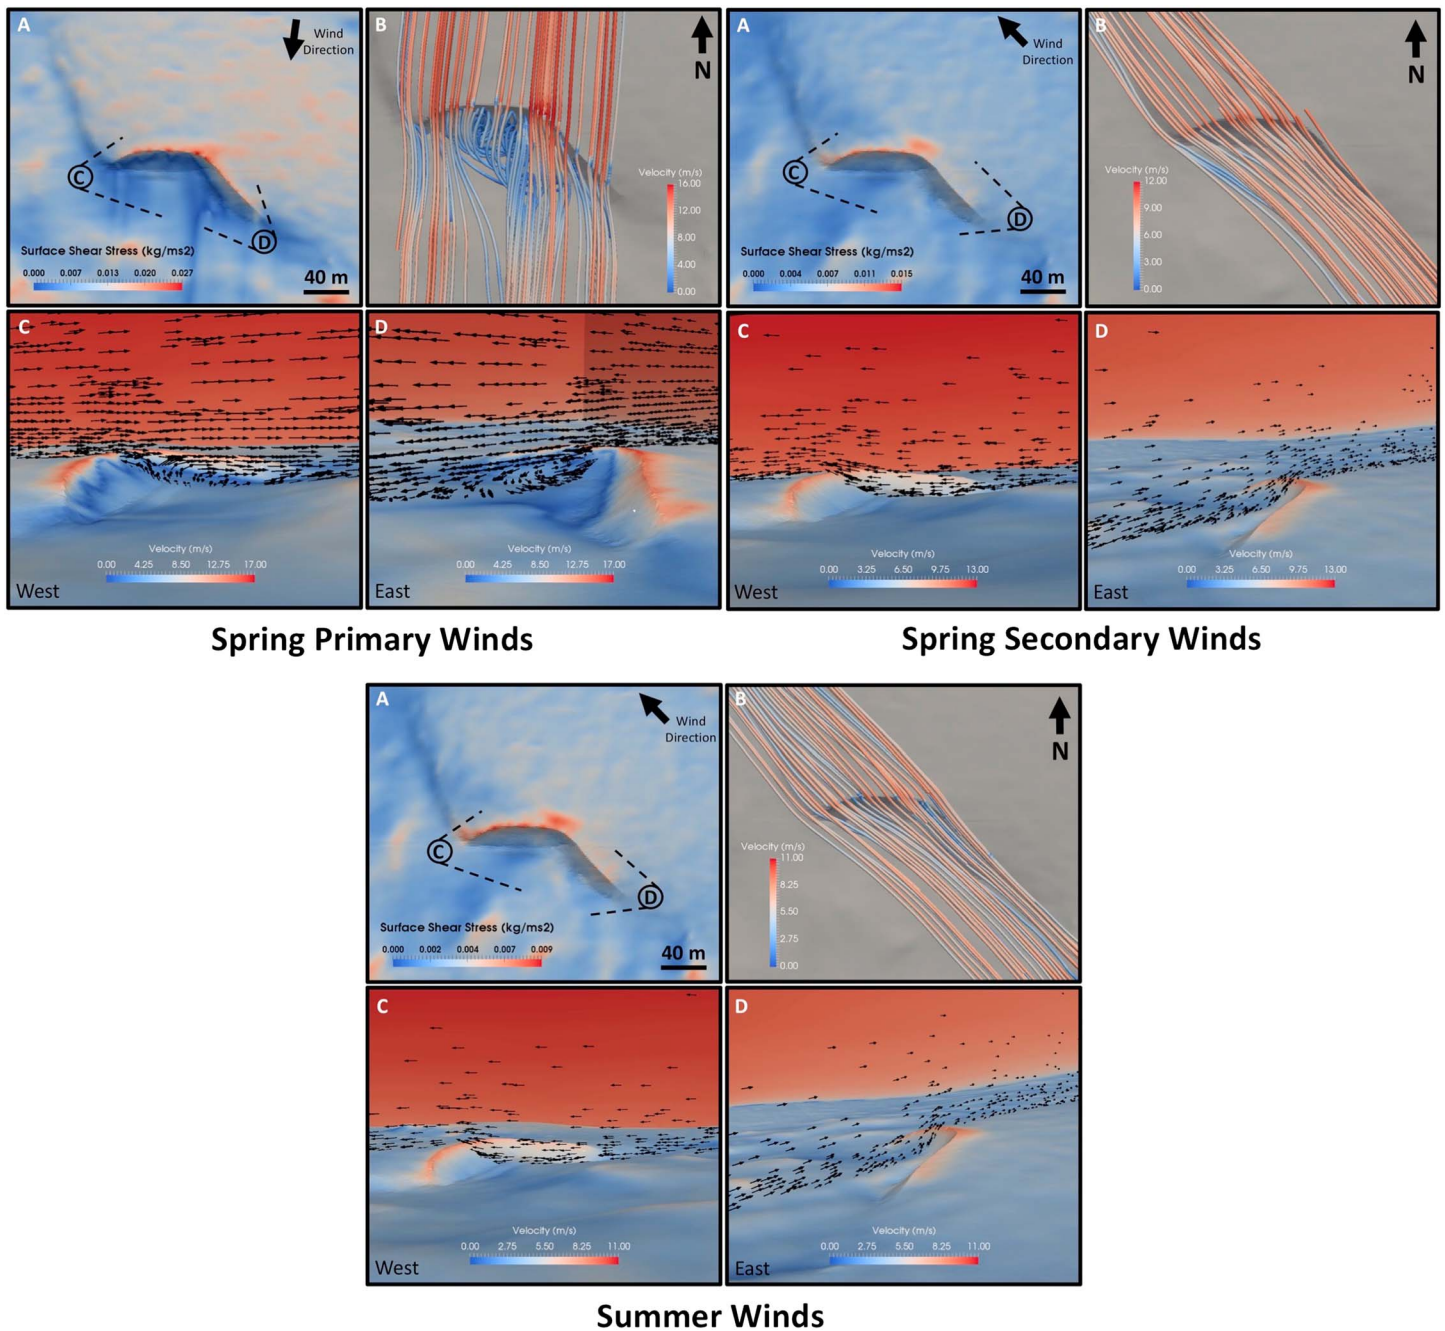 A
Wind
Direction
C
D
Surface Shear Stress (kg/ms2)
0.000 0.007 0.013 0.020 0.027
40 m
B
N
Velocity (m/s)
16.00
12.00
8.00
4.00
0.00
A
Wind
Direction
C
D
Surface Shear Stress (kg/ms2)
0.000 0.004 0.007 0.011 0.015
40 m
B
N
Velocity (m/s)
12.00
9.00
6.00
3.00
0.00
C
Velocity (m/s)
0.00 4.25 8.50 12.75 17.00
West
D
Velocity (m/s)
0.00 4.25 8.50 12.75 17.00
East
C
Velocity (m/s)
0.00 3.25 6.50 9.75 13.00
West
D
Velocity (m/s)
0.00 3.25 6.50 9.75 13.00
East
Spring Primary Winds
Spring Secondary Winds
A
Wind
Direction
C
D
Surface Shear Stress (kg/ms2)
0.000 0.002 0.004 0.007 0.009
40 m
B
N
Velocity (m/s)
11.00
8.25
5.50
2.75
0.00
C
Velocity (m/s)
0.00 2.75 5.50 8.25 11.00
West
D
Velocity (m/s)
0.00 2.75 5.50 8.25 11.00
East
Summer Winds